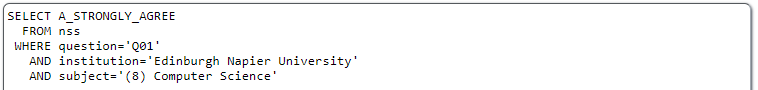 SELECT A_STRONGLY_AGREE
FROM nss
WHERE question='Q01'
AND institution='Edinburgh Napier University'
AND subject='(8) Computer Science'